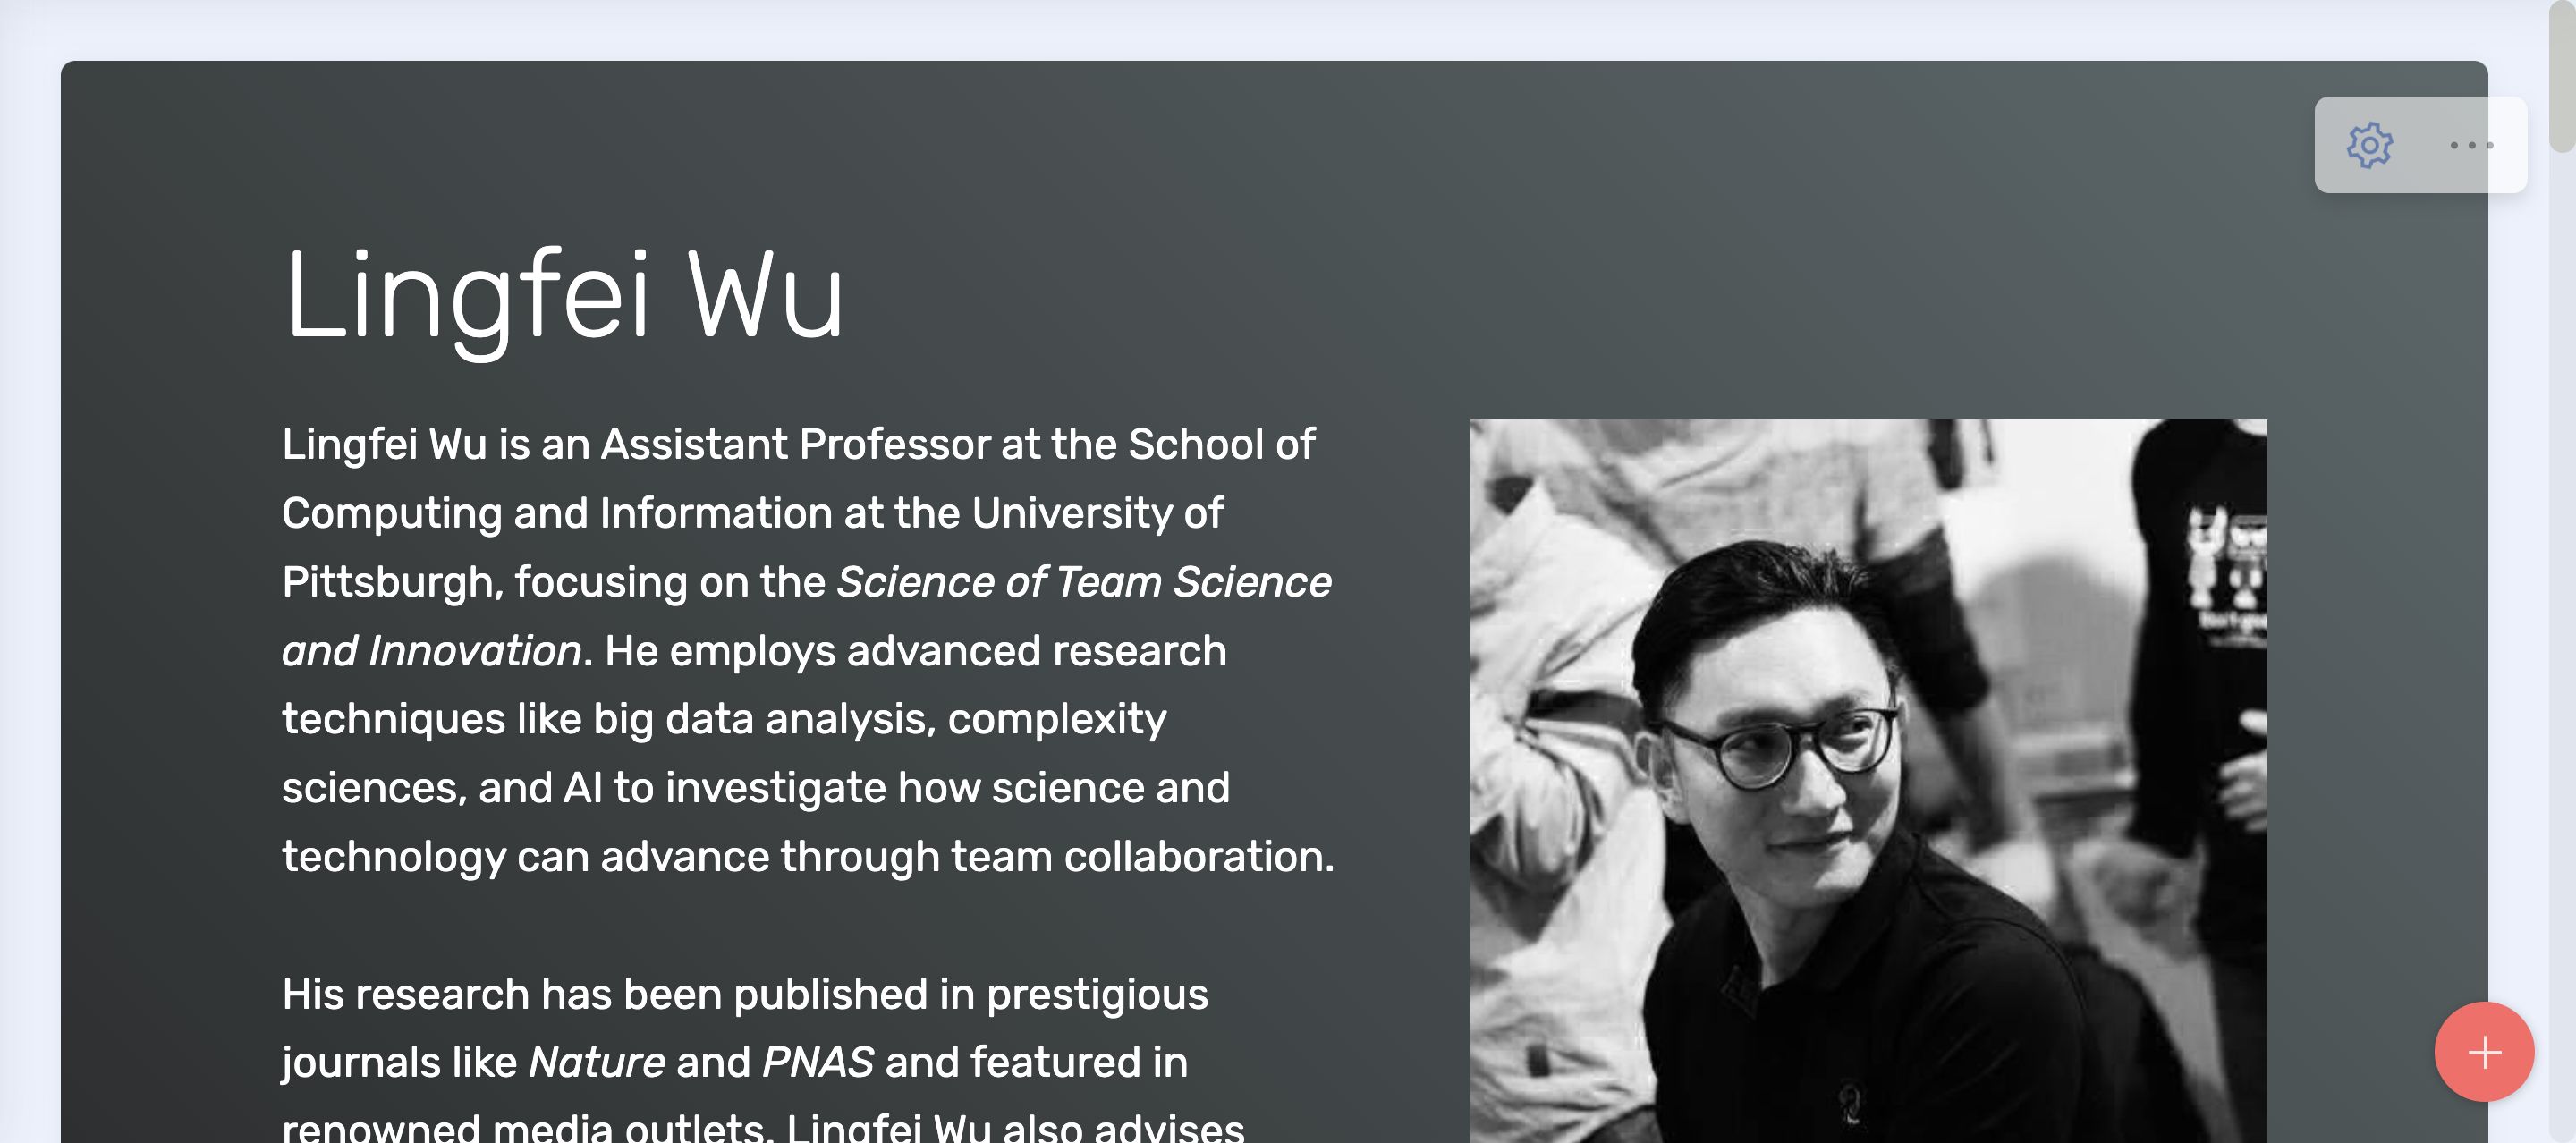 Lingfei Wu
Lingfei Wu is an Assistant Professor at the School of
Computing and Information at the University of
Pittsburgh, focusing on the Science of Team Science
and Innovation. He employs advanced research
techniques like big data analysis, complexity
sciences, and AI to investigate how science and
technology can advance through team collaboration.
His research has been published in prestigious
journals like Nature and PNAS and featured in
renowned media outlets. Lingfei Wu also advises